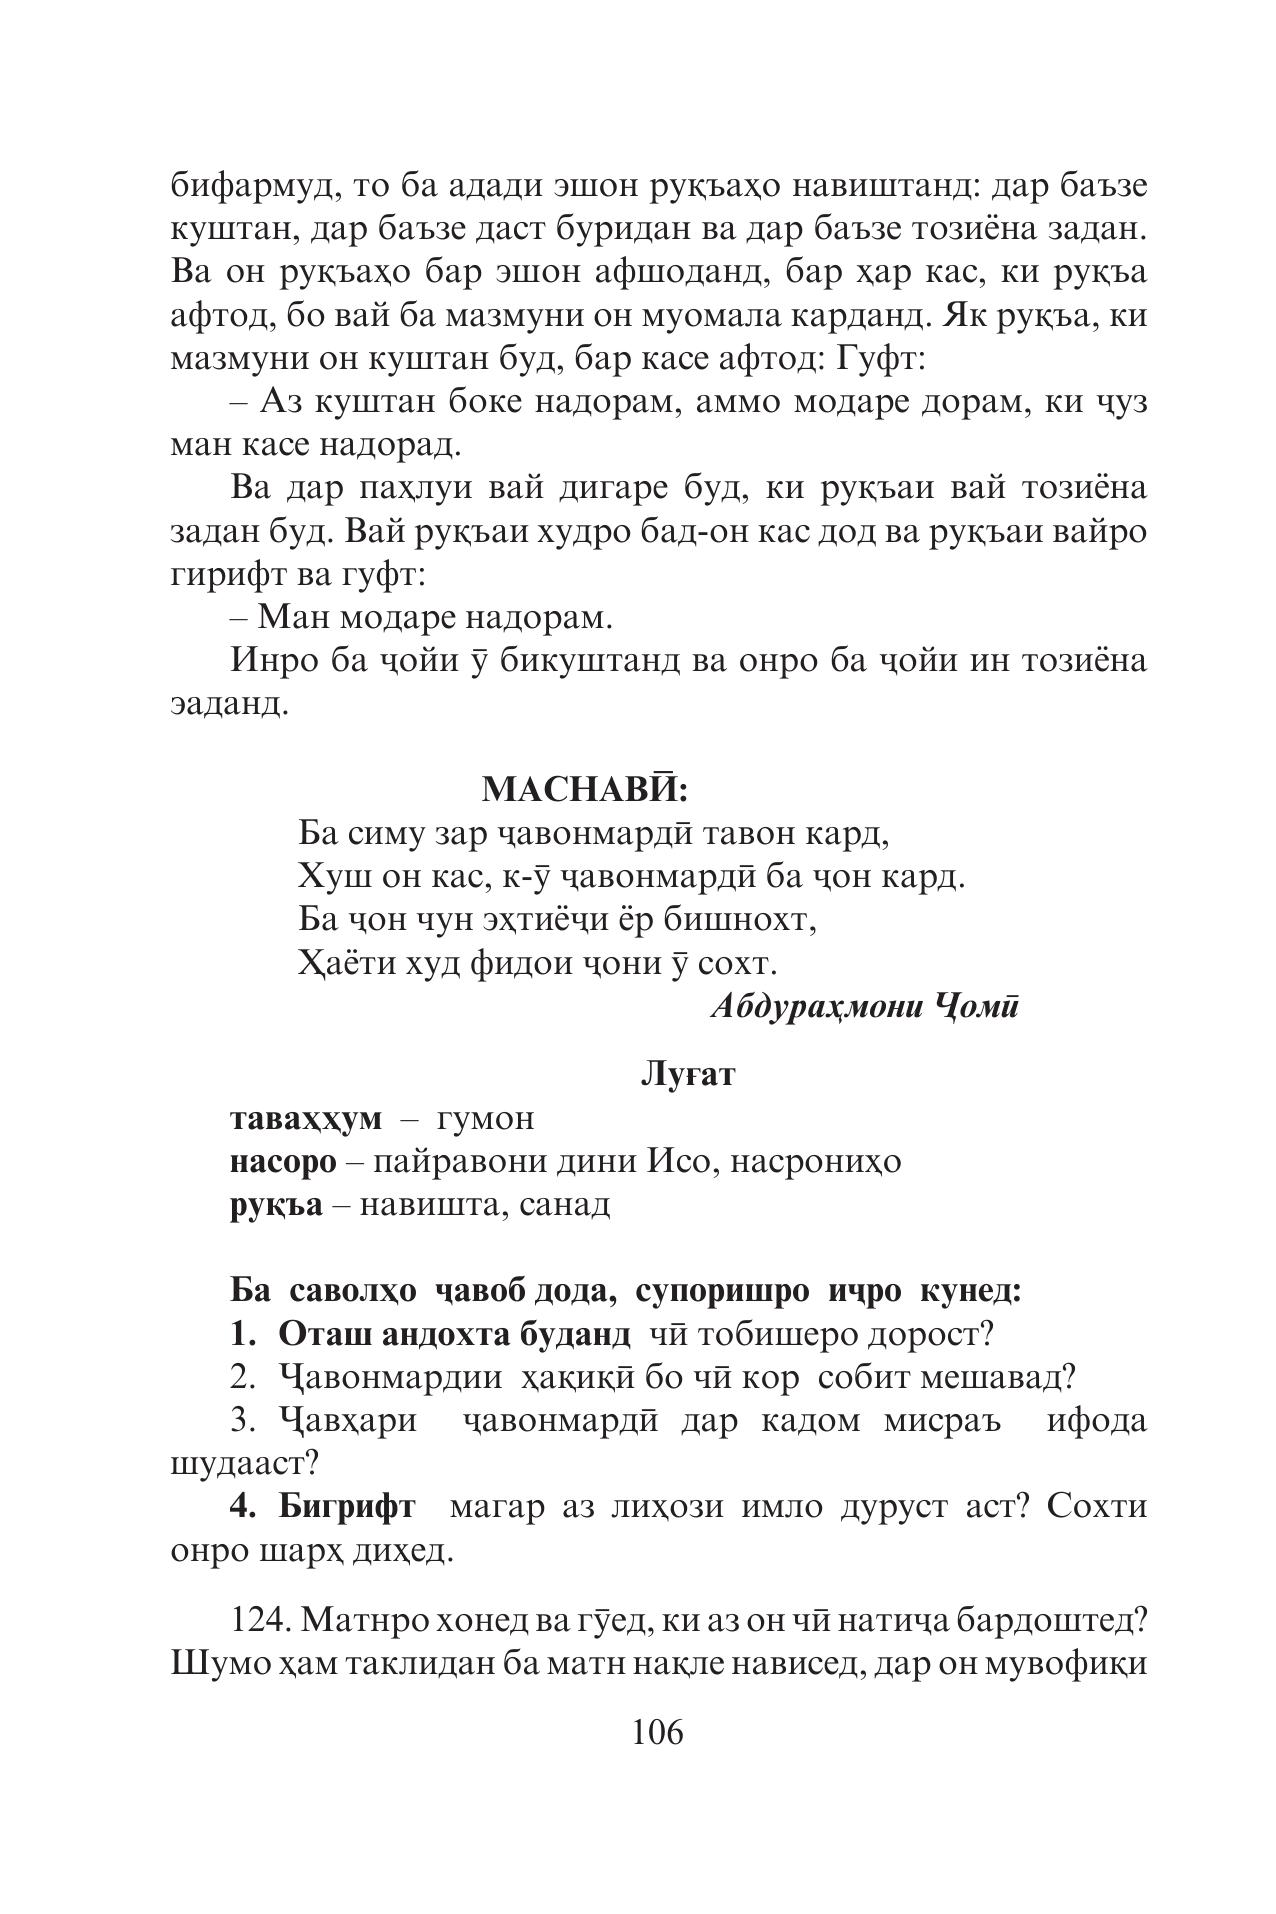 бифармуд, то ба адади эшон руқъаҳо навиштанд: дар баъзе
куштан, дар баъзе даст буридан ва дар баъзе тозиёна задан.
Ва он руқъаҳо бар эшон афшоданд, бар ҳар кас, ки руқъа
афтод, бо вай ба мазмуни он муомала карданд. Як руқъа, ки
мазмуни он куштан буд, бар касе афтод: Гуфт:
– Аз куштан боке надорам, аммо модаре дорам, ки ҷуз
ман касе надорад.
Ва дар паҳлуи вай дигаре буд, ки руқъаи вай тозиёна
задан буд. Вай руқъаи худро бад-он кас дод ва руқъаи вайро
гирифт ва гуфт:
– Ман модаре надорам.
Инро ба ҷойи ӯ бикуштанд ва онро ба ҷойи ин тозиёна
эаданд.
МАСНАВӢ:
Ба симу зар ҷавонмардӣ тавон кард,
Хуш он кас, к-ӯ ҷавонмардӣ ба ҷон кард.
Ба ҷон чун эҳтиёҷи ёр бишнохт,
Ҳаёти худ фидои ҷони ӯ сохт.
Абдураҳмони Ҷомӣ
Луғат
таваҳҳум – гумон
насоро – пайравони дини Исо, насрониҳо
руқъа – навишта, санад
Ба саволҳо ҷавоб дода, супоришро иҷро кунед:
1. Оташ андохта буданд чӣ тобишеро дорост?
2. Ҷавонмардии ҳақиқӣ бо чӣ кор собит мешавад?
3. Ҷавҳари ҷавонмардӣ дар кадом мисраъ ифода
шудааст?
4. Бигрифт магар аз лиҳози имло дуруст аст? Сохти
онро шарҳ диҳед.
124. Матнро хонед ва гӯед, ки аз он чӣ натиҷа бардоштед?
Шумо ҳам таклидан ба матн нақле нависед, дар он мувофиқи
106